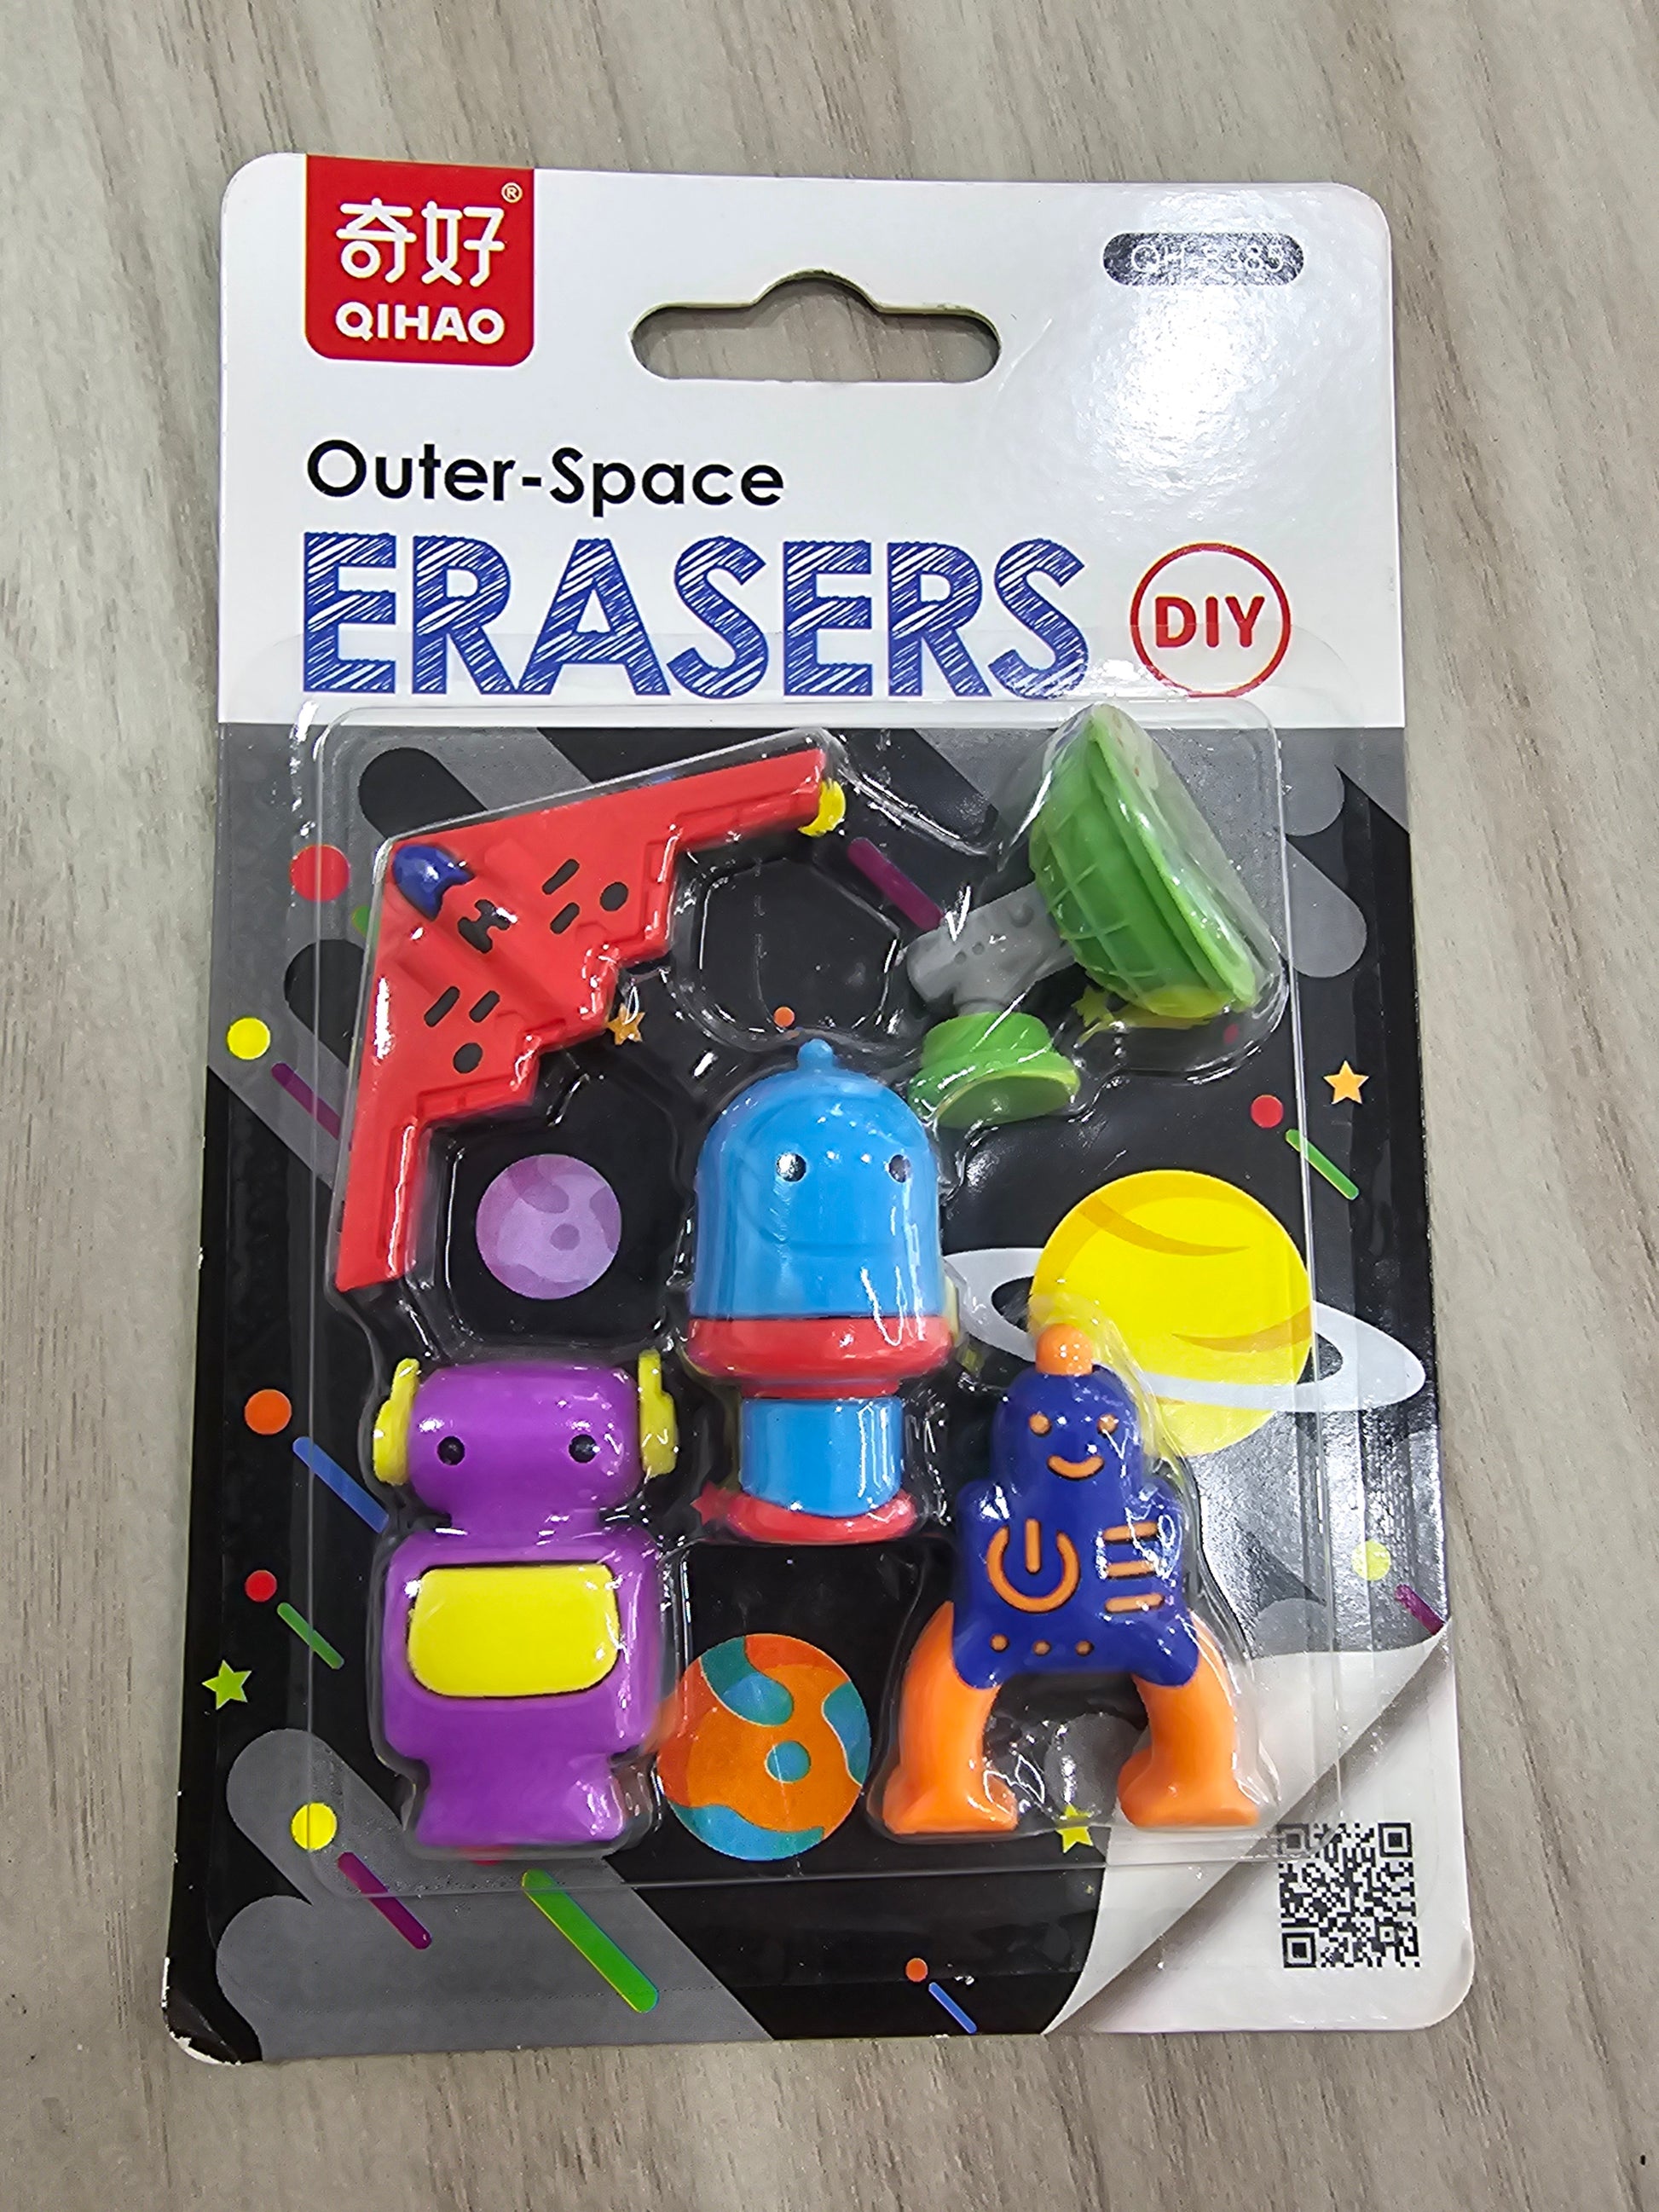 奇好®
QIHAO
Outer-Space
ERASERS
DIY